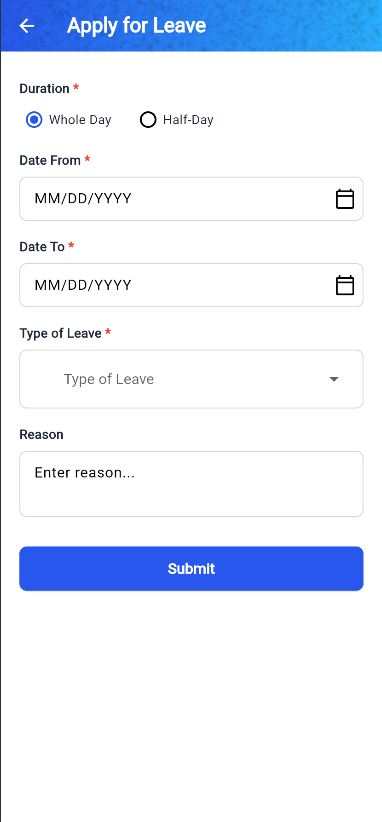 Apply for Leave
Duration *
Whole Day Half-Day
Date From *
MM/DD/YYYY
Date To *
MM/DD/YYYY
Type of Leave *
Type of Leave
Reason
Enter reason...
Submit